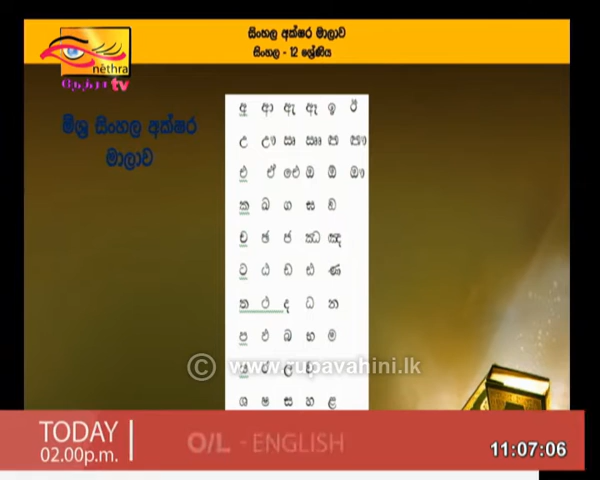 සිංහල අක්ෂර මාලාව
සිංහල - 12 ශ්‍රේණිය
nethra
நேத்ரா tv
මිශ්‍ර සිංහල අක්ෂර
මාලාව
අ ආ ඇ ඈ ඉ ඊ
උ ඌ ඍ ඎ ඏ ඐ
එ ඒ ඓ ඔ ඕ ඖ
ක ඛ ග ඝ ඞ
ච ඡ ජ ඣ ඤ
ට ඨ ඩ ඪ ණ
ත ථ ද ධ න
ප ඵ බ භ ම
ය ර ල ව
© www.rupavahini.lk
ශ ෂ ස හ ළ
TODAY
02.00p.m.
O/L - ENGLISH
11:07:06